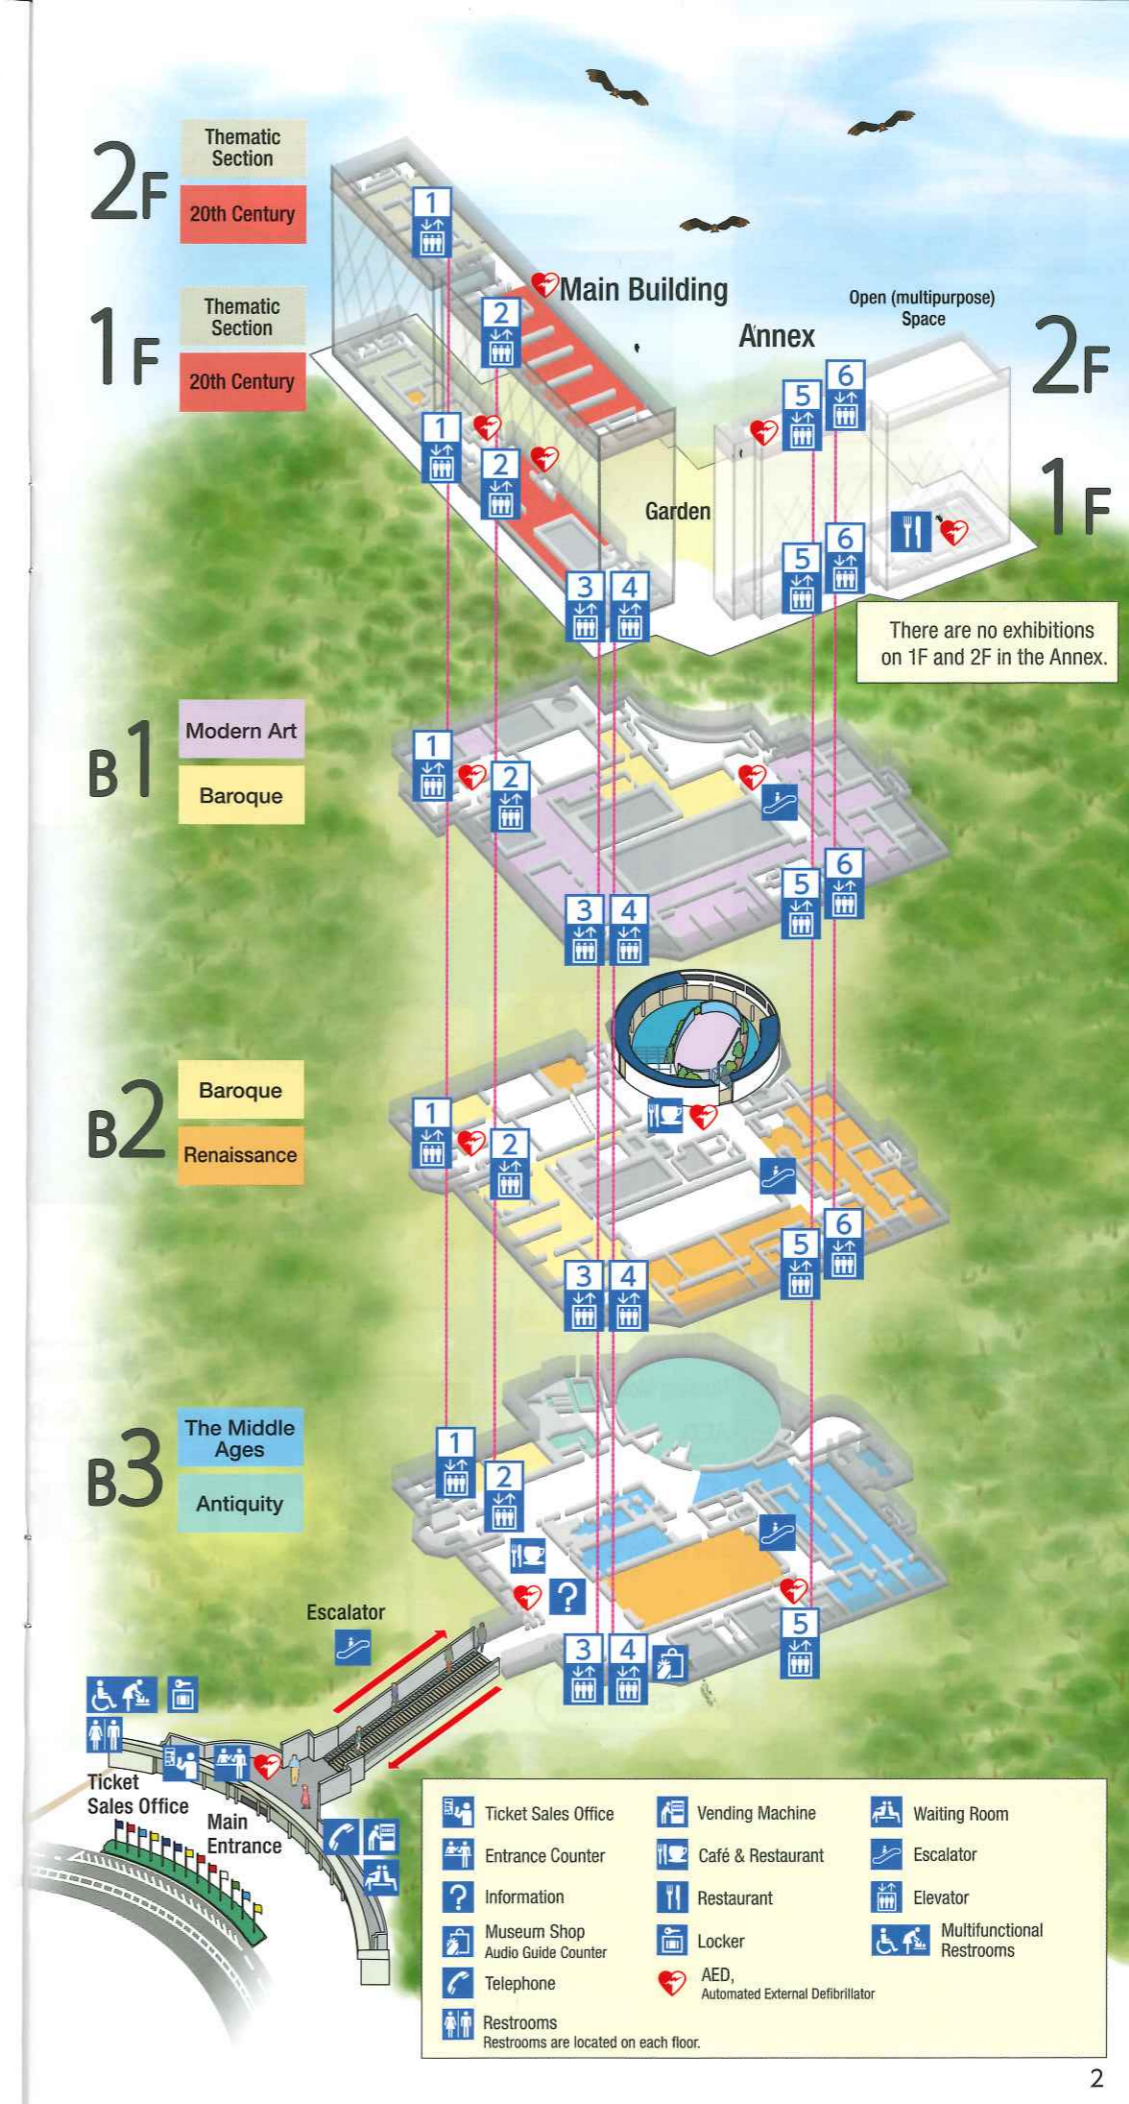 2F
Thematic
Section
20th Century
1F
Thematic
Section
20th Century
1
2
Main Building
Annex
Open (multipurpose)
Space
2F
5
6
1
2
Garden
1F
5
6
3
4
There are no exhibitions
on 1F and 2F in the Annex.
B1
Modern Art
Baroque
1
2
5
6
3
4
B2
Baroque
Renaissance
1
2
5
6
3
4
B3
The Middle
Ages
Antiquity
1
2
?
3
4
5
Escalator
Ticket
Sales Office
Main
Entrance
Ticket Sales Office
Entrance Counter
? Information
Museum Shop
Audio Guide Counter
Telephone
Restrooms
Restrooms are located on each floor.
Vending Machine
Café & Restaurant
Restaurant
Locker
AED,
Automated External Defibrillator
Waiting Room
Escalator
Elevator
Multifunctional
Restrooms
2